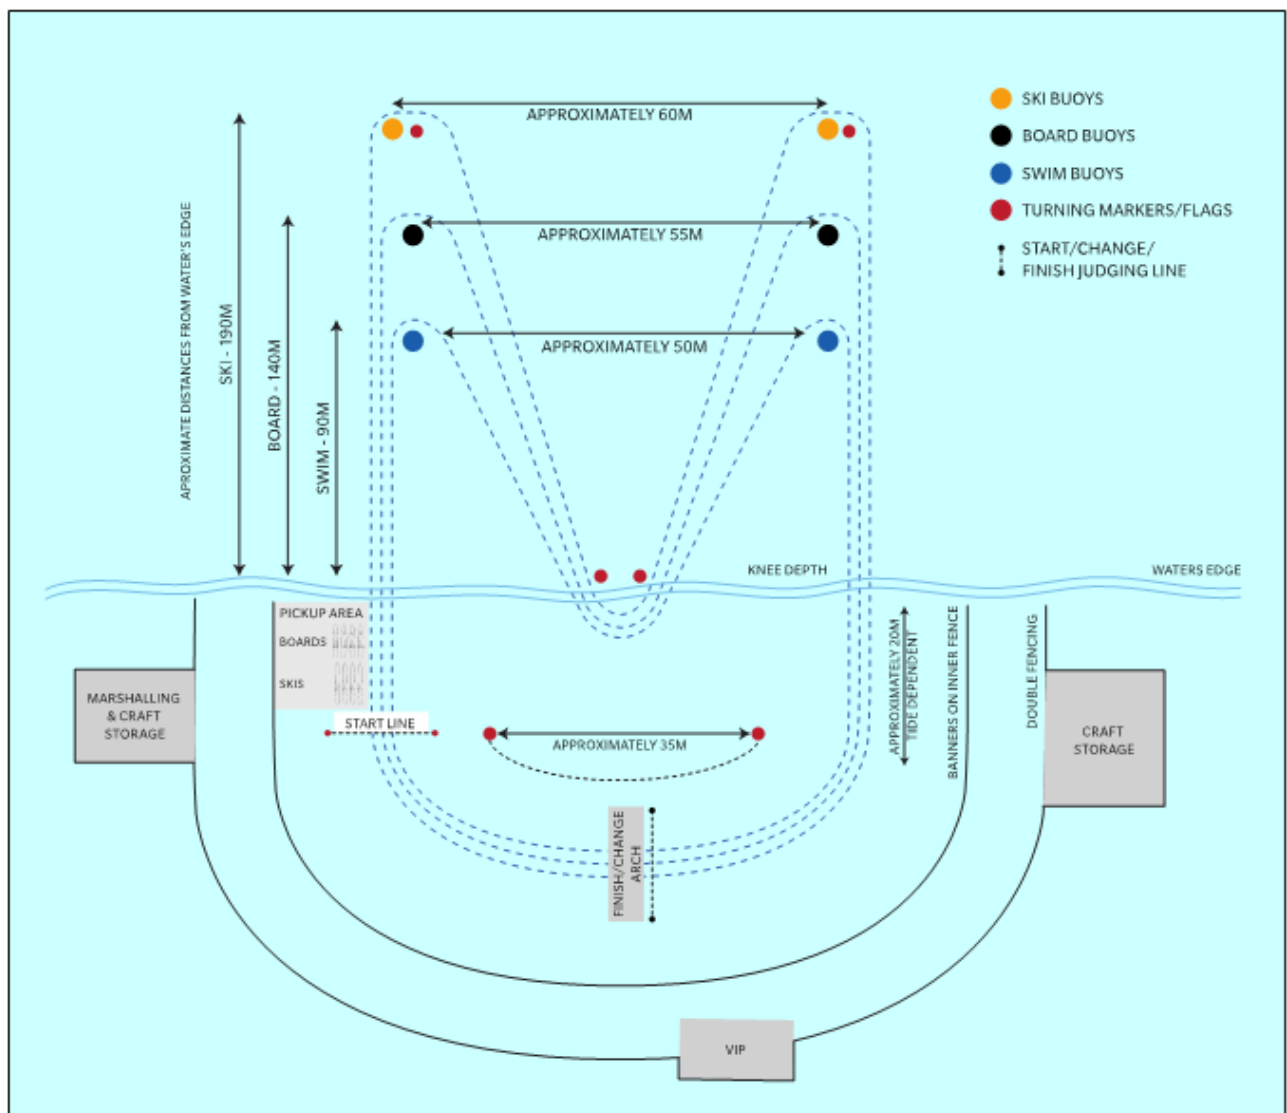 APPROXIMATELY 60M
SKI BUOYS
BOARD BUOYS
SWIM BUOYS
TURNING MARKERS/FLAGS
START/CHANGE/
FINISH JUDGING LINE
APPROXIMATELY 55M
APPROXIMATELY 50M
APROXIMATE DISTANCES FROM WATER'S EDGE
SKI - 190M
BOARD - 140M
SWIM - 90M
KNEE DEPTH
WATERS EDGE
PICKUP AREA
BOARDS
SKIS
MARSHALLING
& CRAFT
STORAGE
START LINE
APPROXIMATELY 35M
APPROXIMATELY 20M
TIDE DEPENDENT
BANNERS ON INNER FENCE
DOUBLE FENCING
CRAFT
STORAGE
FINISH/CHANGE
ARCH
VIP